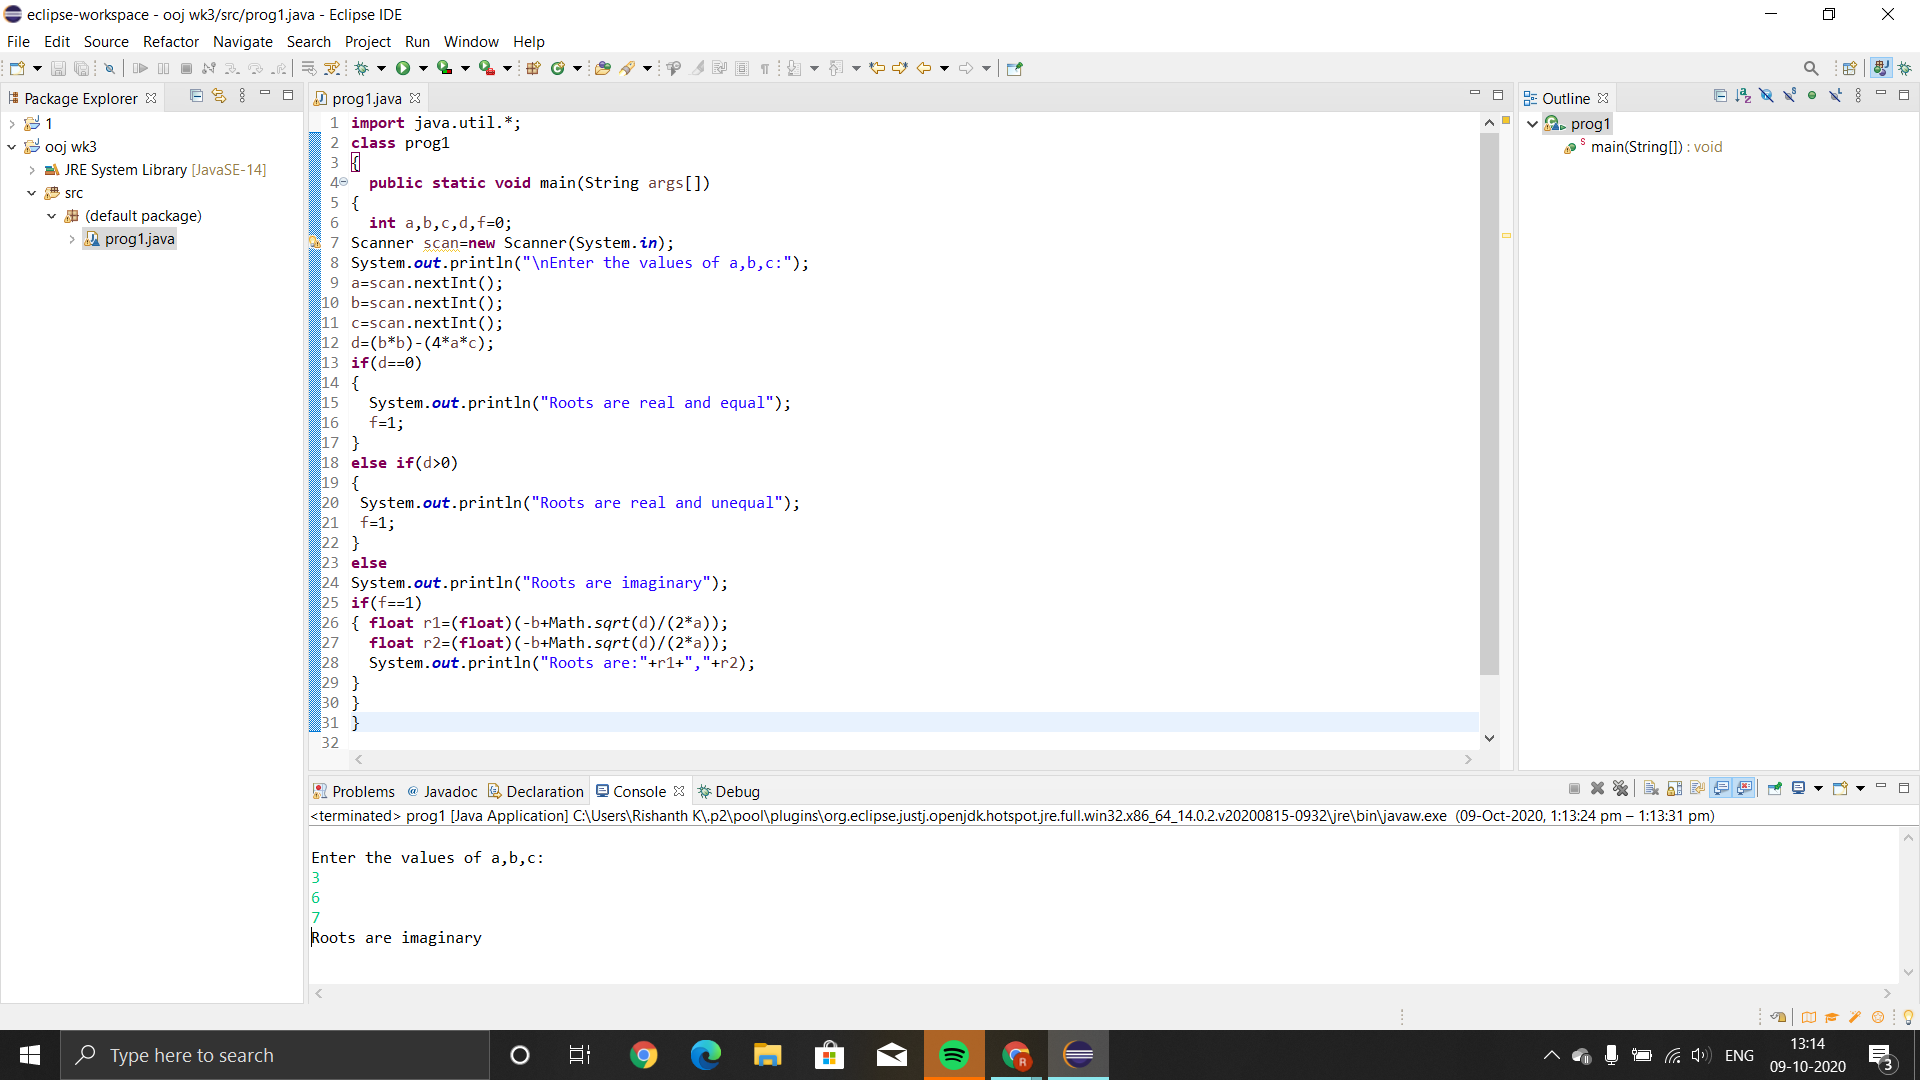 eclipse-workspace - ooj wk3/src/prog1.java - Eclipse IDE
File Edit Source Refactor Navigate Search Project Run Window Help
Package Explorer
1
ooj wk3
JRE System Library [JavaSE-14]
src
(default package)
prog1.java
prog1.java
1 import java.util.*;
2 class prog1
3 {
4 public static void main(String args[])
5 {
6 int a,b,c,d,f=0;
7 Scanner scan=new Scanner(System.in);
8 System.out.println("\nEnter the values of a,b,c:");
9 a=scan.nextInt();
10 b=scan.nextInt();
11 c=scan.nextInt();
12 d=(b*b)-(4*a*c);
13 if(d==0)
14 {
15 System.out.println("Roots are real and equal");
16 f=1;
17 }
18 else if(d>0)
19 {
20 System.out.println("Roots are real and unequal");
21 f=1;
22 }
23 else
24 System.out.println("Roots are imaginary");
25 if(f==1)
26 { float r1=(float)(-b+Math.sqrt(d)/(2*a));
27 float r2=(float)(-b+Math.sqrt(d)/(2*a));
28 System.out.println("Roots are:"+r1+","+r2);
29 }
30 }
31 }
32
Outline
prog1
main(String[]) : void
Problems Javadoc Declaration Console Debug
<terminated> prog1 [Java Application] C:\Users\Rishanth K\.p2\pool\plugins\org.eclipse.justj.openjdk.hotspot.jre.full.win32.x86_64_14.0.2.v20200815-0932\jre\bin\javaw.exe (09-Oct-2020, 1:13:24 pm – 1:13:31 pm)
Enter the values of a,b,c:
3
6
7
Roots are imaginary
Type here to search
R
ENG
13:14
09-10-2020
3